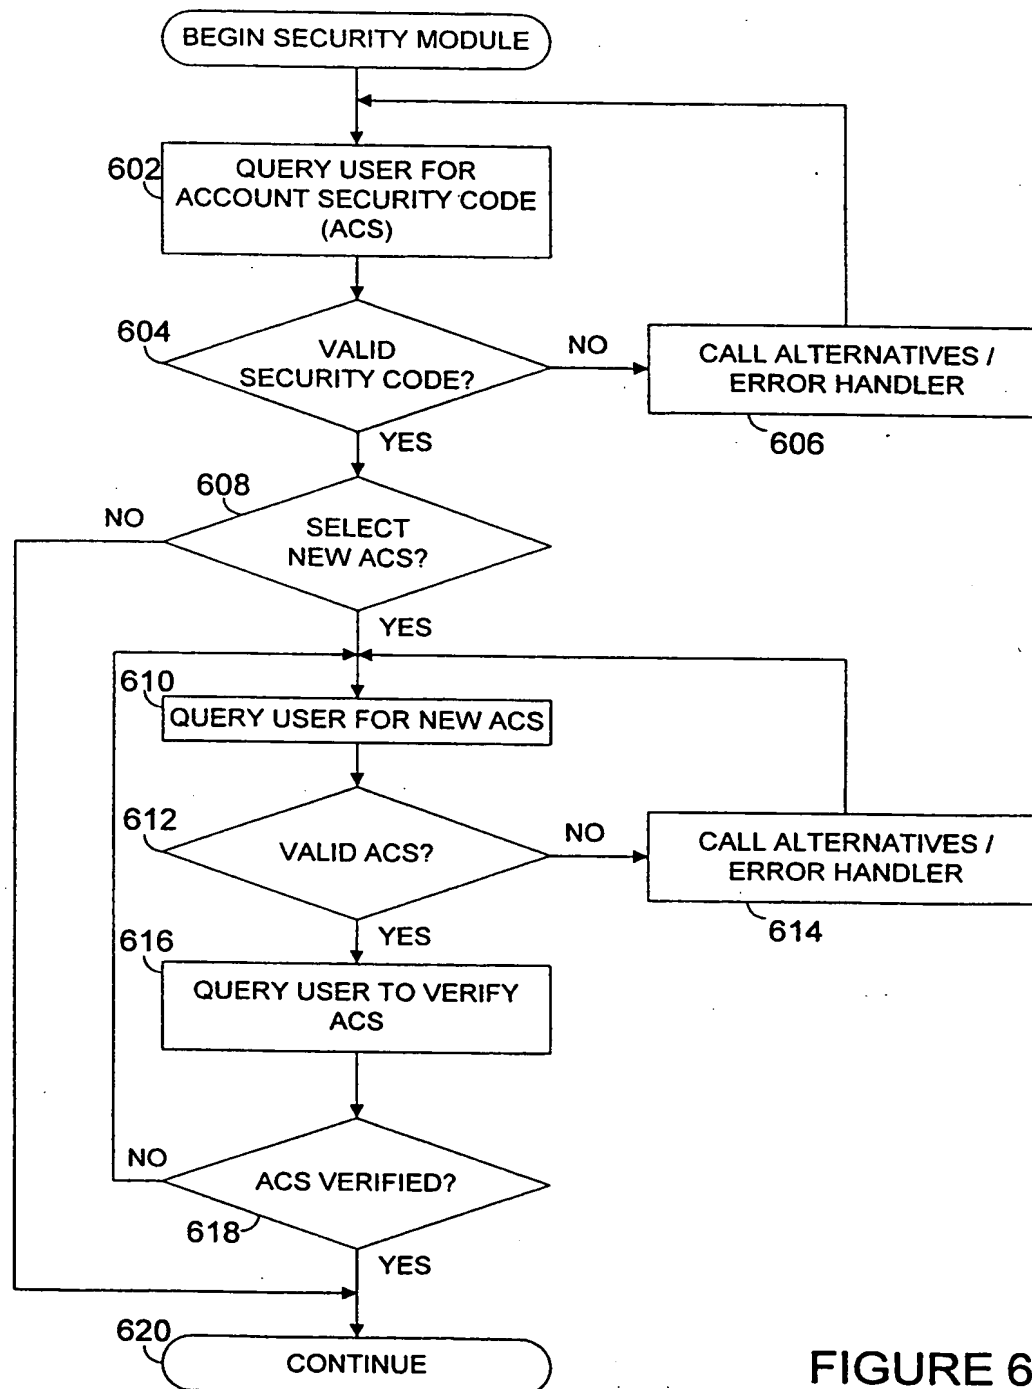 BEGIN SECURITY MODULE
602
QUERY USER FOR
ACCOUNT SECURITY CODE
(ACS)
604
VALID
SECURITY CODE?
NO
CALL ALTERNATIVES /
ERROR HANDLER
606
YES
608
NO
SELECT
NEW ACS?
YES
610
QUERY USER FOR NEW ACS
612
VALID ACS?
NO
CALL ALTERNATIVES /
ERROR HANDLER
614
YES
616
QUERY USER TO VERIFY
ACS
NO
ACS VERIFIED?
618
YES
620
CONTINUE
FIGURE 6